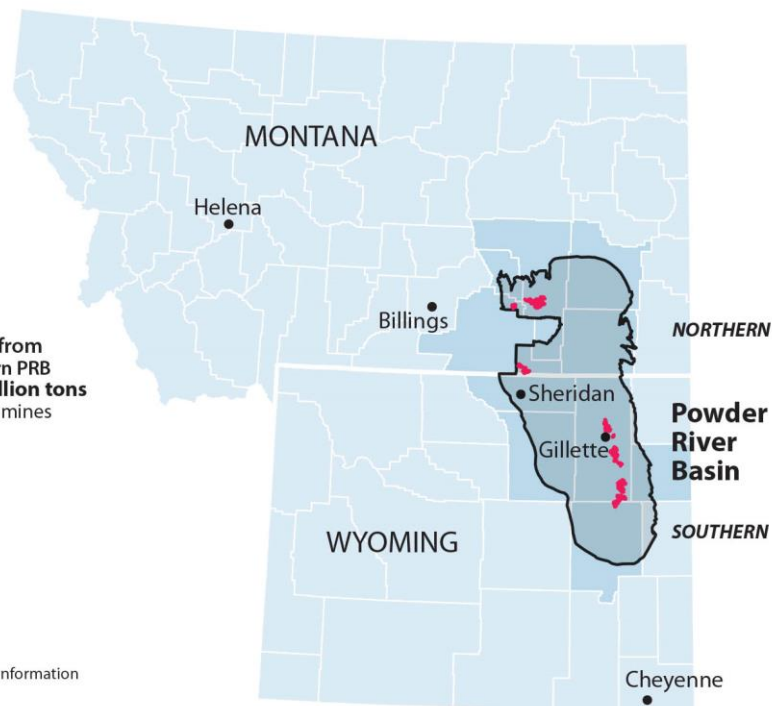 MONTANA
Helena
Billings
from
n PRB
llion tons
mines
NORTHERN
Sheridan
Powder
River
Basin
Gillette
SOUTHERN
WYOMING
nformation
Cheyenne